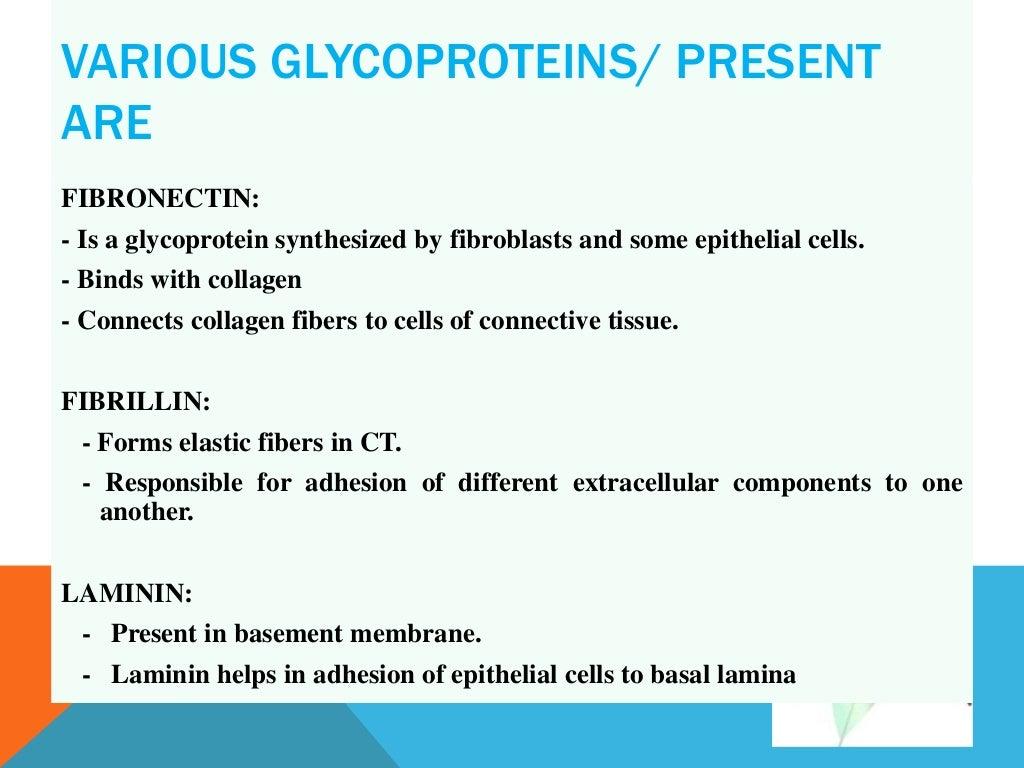 VARIOUS GLYCOPROTEINS/ PRESENT
ARE
FIBRONECTIN:
- Is a glycoprotein synthesized by fibroblasts and some epithelial cells.
- Binds with collagen
- Connects collagen fibers to cells of connective tissue.
FIBRILLIN:
- Forms elastic fibers in CT.
- Responsible for adhesion of different extracellular components to one
another.
LAMININ:
- Present in basement membrane.
- Laminin helps in adhesion of epithelial cells to basal lamina